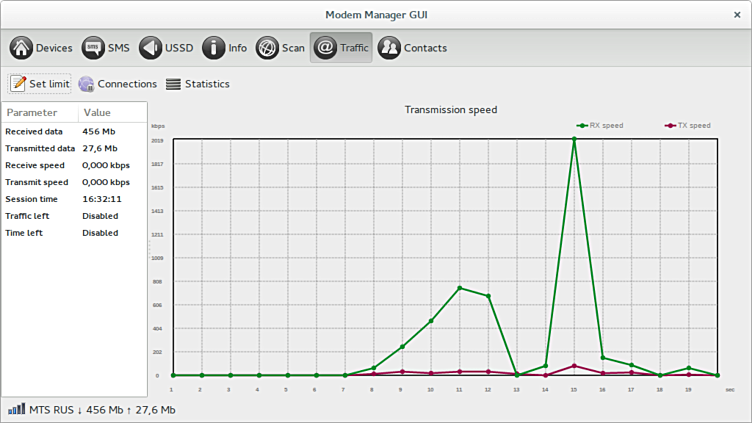 Modem Manager GUI
Devices SMS USSD Info Scan Traffic Contacts
Set limit Connections Statistics
Parameter Value
Received data 456 Mb
Transmitted data 27,6 Mb
Receive speed 0,000 kbps
Transmit speed 0,000 kbps
Session time 16:32:11
Traffic left Disabled
Time left Disabled
Transmission speed
kbps
RX speed TX speed
2019
1817
1615
1413
1211
1009
808
606
404
202
0
1 2 3 4 5 6 7 8 9 10 11 12 13 14 15 16 17 18 19 sec
MTS RUS ↓ 456 Mb ↑ 27,6 Mb